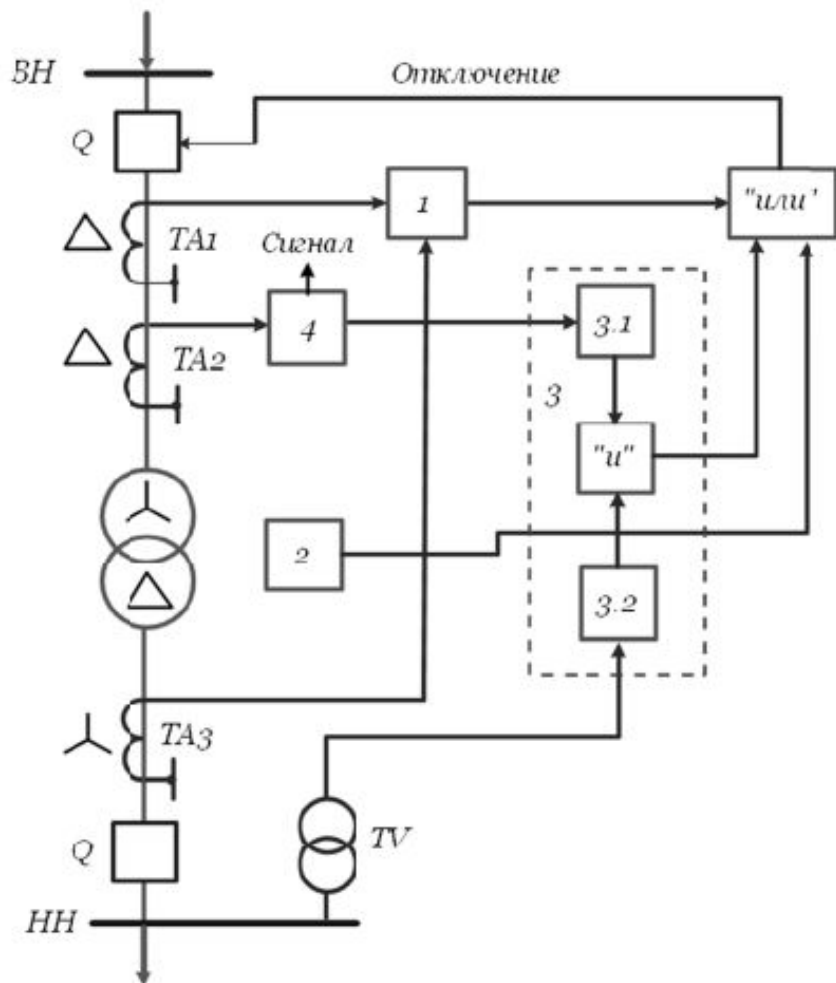 ВН
Отключение
Q
1
"или'
TA1
Сигнал
4
3.1
TA2
3
"и"
2
3.2
TA3
Q
TV
НН